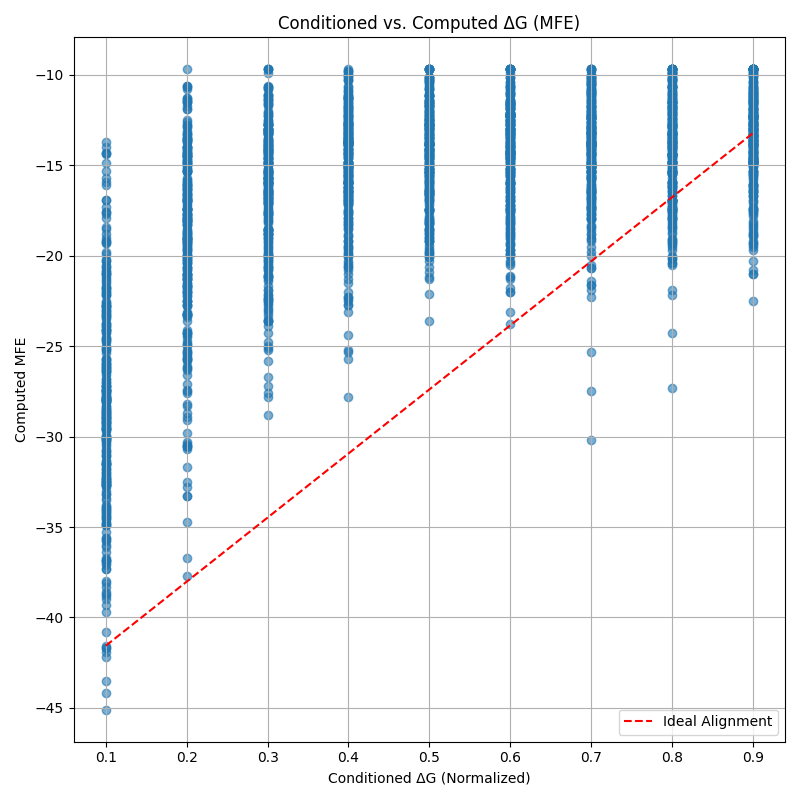 Conditioned vs. Computed ΔG (MFE)
Computed MFE
−10
−15
−20
−25
−30
−35
−40
−45
0.1 0.2 0.3 0.4 0.5 0.6 0.7 0.8 0.9
Conditioned ΔG (Normalized)
Ideal Alignment